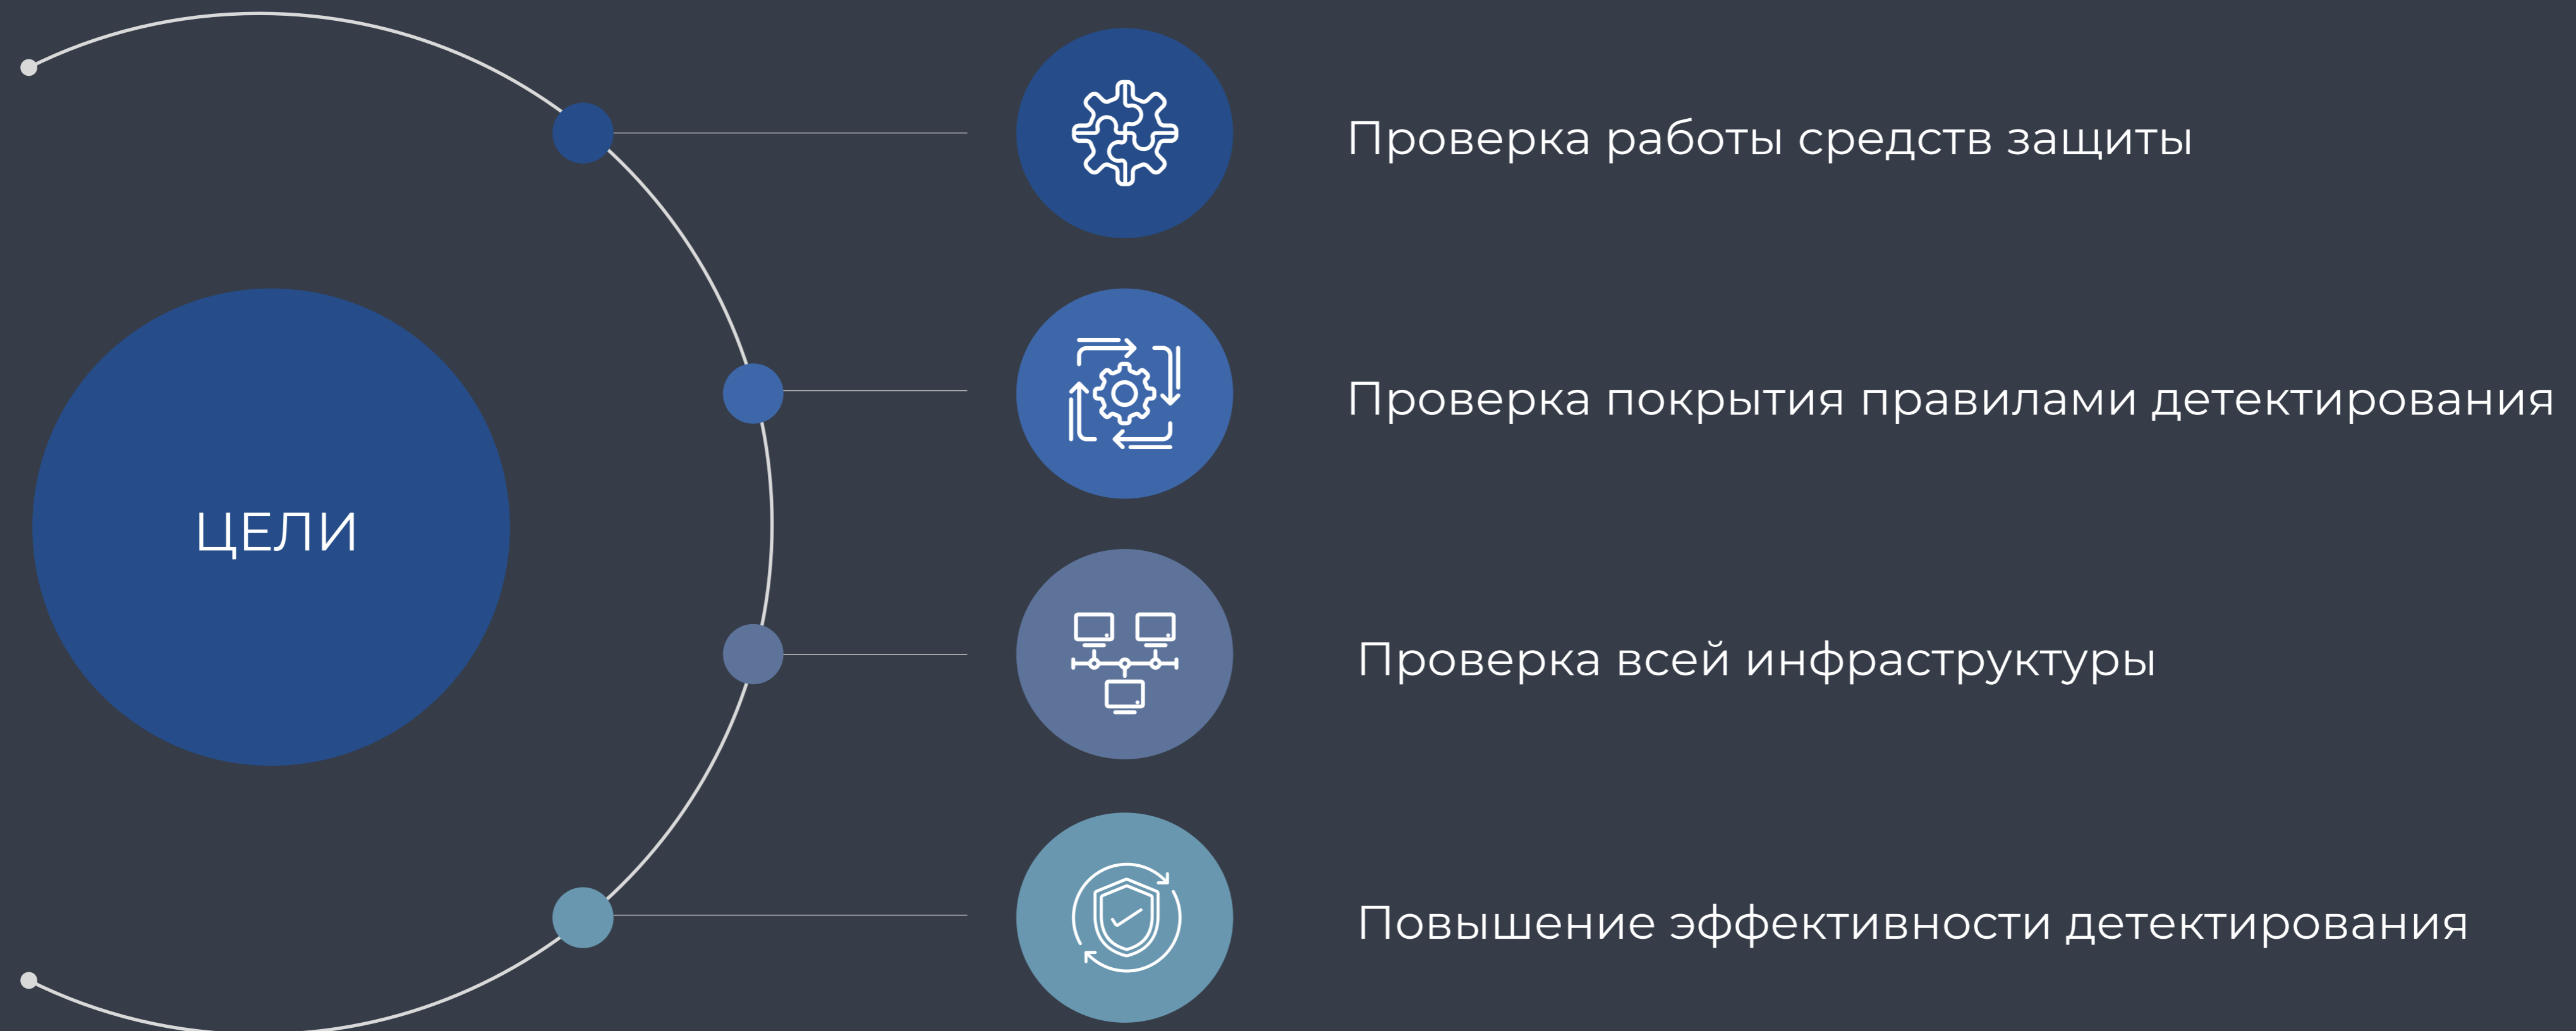 ЦЕЛИ
Проверка работы средств защиты
Проверка покрытия правилами детектирования
Проверка всей инфраструктуры
Повышение эффективности детектирования